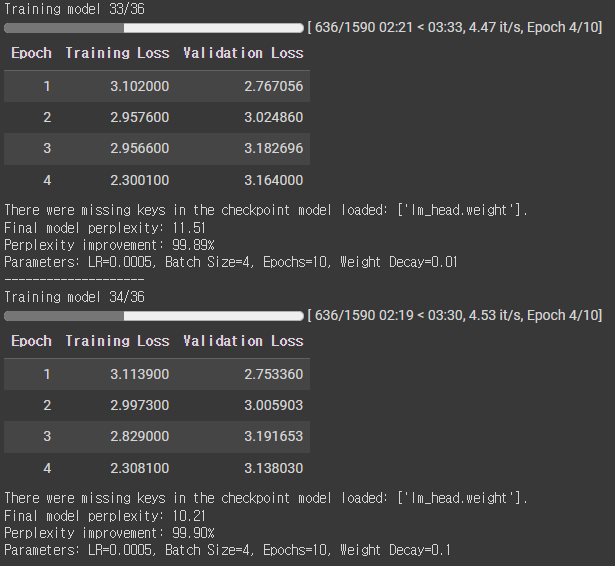 Training model 33/36
[ 636/1590 02:21 < 03:33, 4.47 it/s, Epoch 4/10]
Epoch Training Loss Validation Loss
1 3.102000 2.767056
2 2.957600 3.024860
3 2.956600 3.182696
4 2.300100 3.164000
There were missing keys in the checkpoint model loaded: ['lm_head.weight'].
Final model perplexity: 11.51
Perplexity improvement: 99.89%
Parameters: LR=0.0005, Batch Size=4, Epochs=10, Weight Decay=0.01
--------------------
Training model 34/36
[ 636/1590 02:19 < 03:30, 4.53 it/s, Epoch 4/10]
Epoch Training Loss Validation Loss
1 3.113900 2.753360
2 2.997300 3.005903
3 2.829000 3.191653
4 2.308100 3.138030
There were missing keys in the checkpoint model loaded: ['lm_head.weight'].
Final model perplexity: 10.21
Perplexity improvement: 99.90%
Parameters: LR=0.0005, Batch Size=4, Epochs=10, Weight Decay=0.1